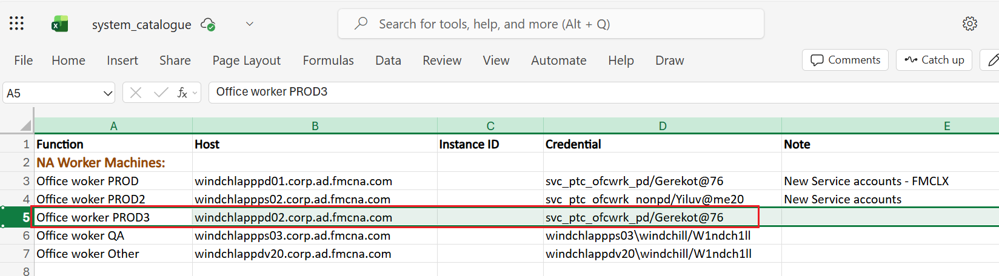 system_catalogue
Search for tools, help, and more (Alt + Q)
File Home Insert Share Page Layout Formulas Data Review View Automate Help Draw
Comments Catch up
A5 fx Office worker PROD3
A B C D E
1 Function Host Instance ID Credential Note
2 NA Worker Machines:
3 Office woker PROD windchlapppd01.corp.ad.fmcna.com svc_ptc_ofcwrk_pd/Gerekot@76 New Service accounts - FMCLX
4 Office woker PROD2 windchlappps02.corp.ad.fmcna.com svc_ptc_ofcwrk_nonpd/Yiluv@me20 New Service accounts
5 Office worker PROD3 windchlapppd02.corp.ad.fmcna.com svc_ptc_ofcwrk_pd/Gerekot@76
6 Office woker QA windchlappps03.corp.ad.fmcna.com windchlappps03\windchill/W1ndch1ll
7 Office woker Other windchlappdv20.corp.ad.fmcna.com windchlappdv20\windchill/W1ndch1ll
8